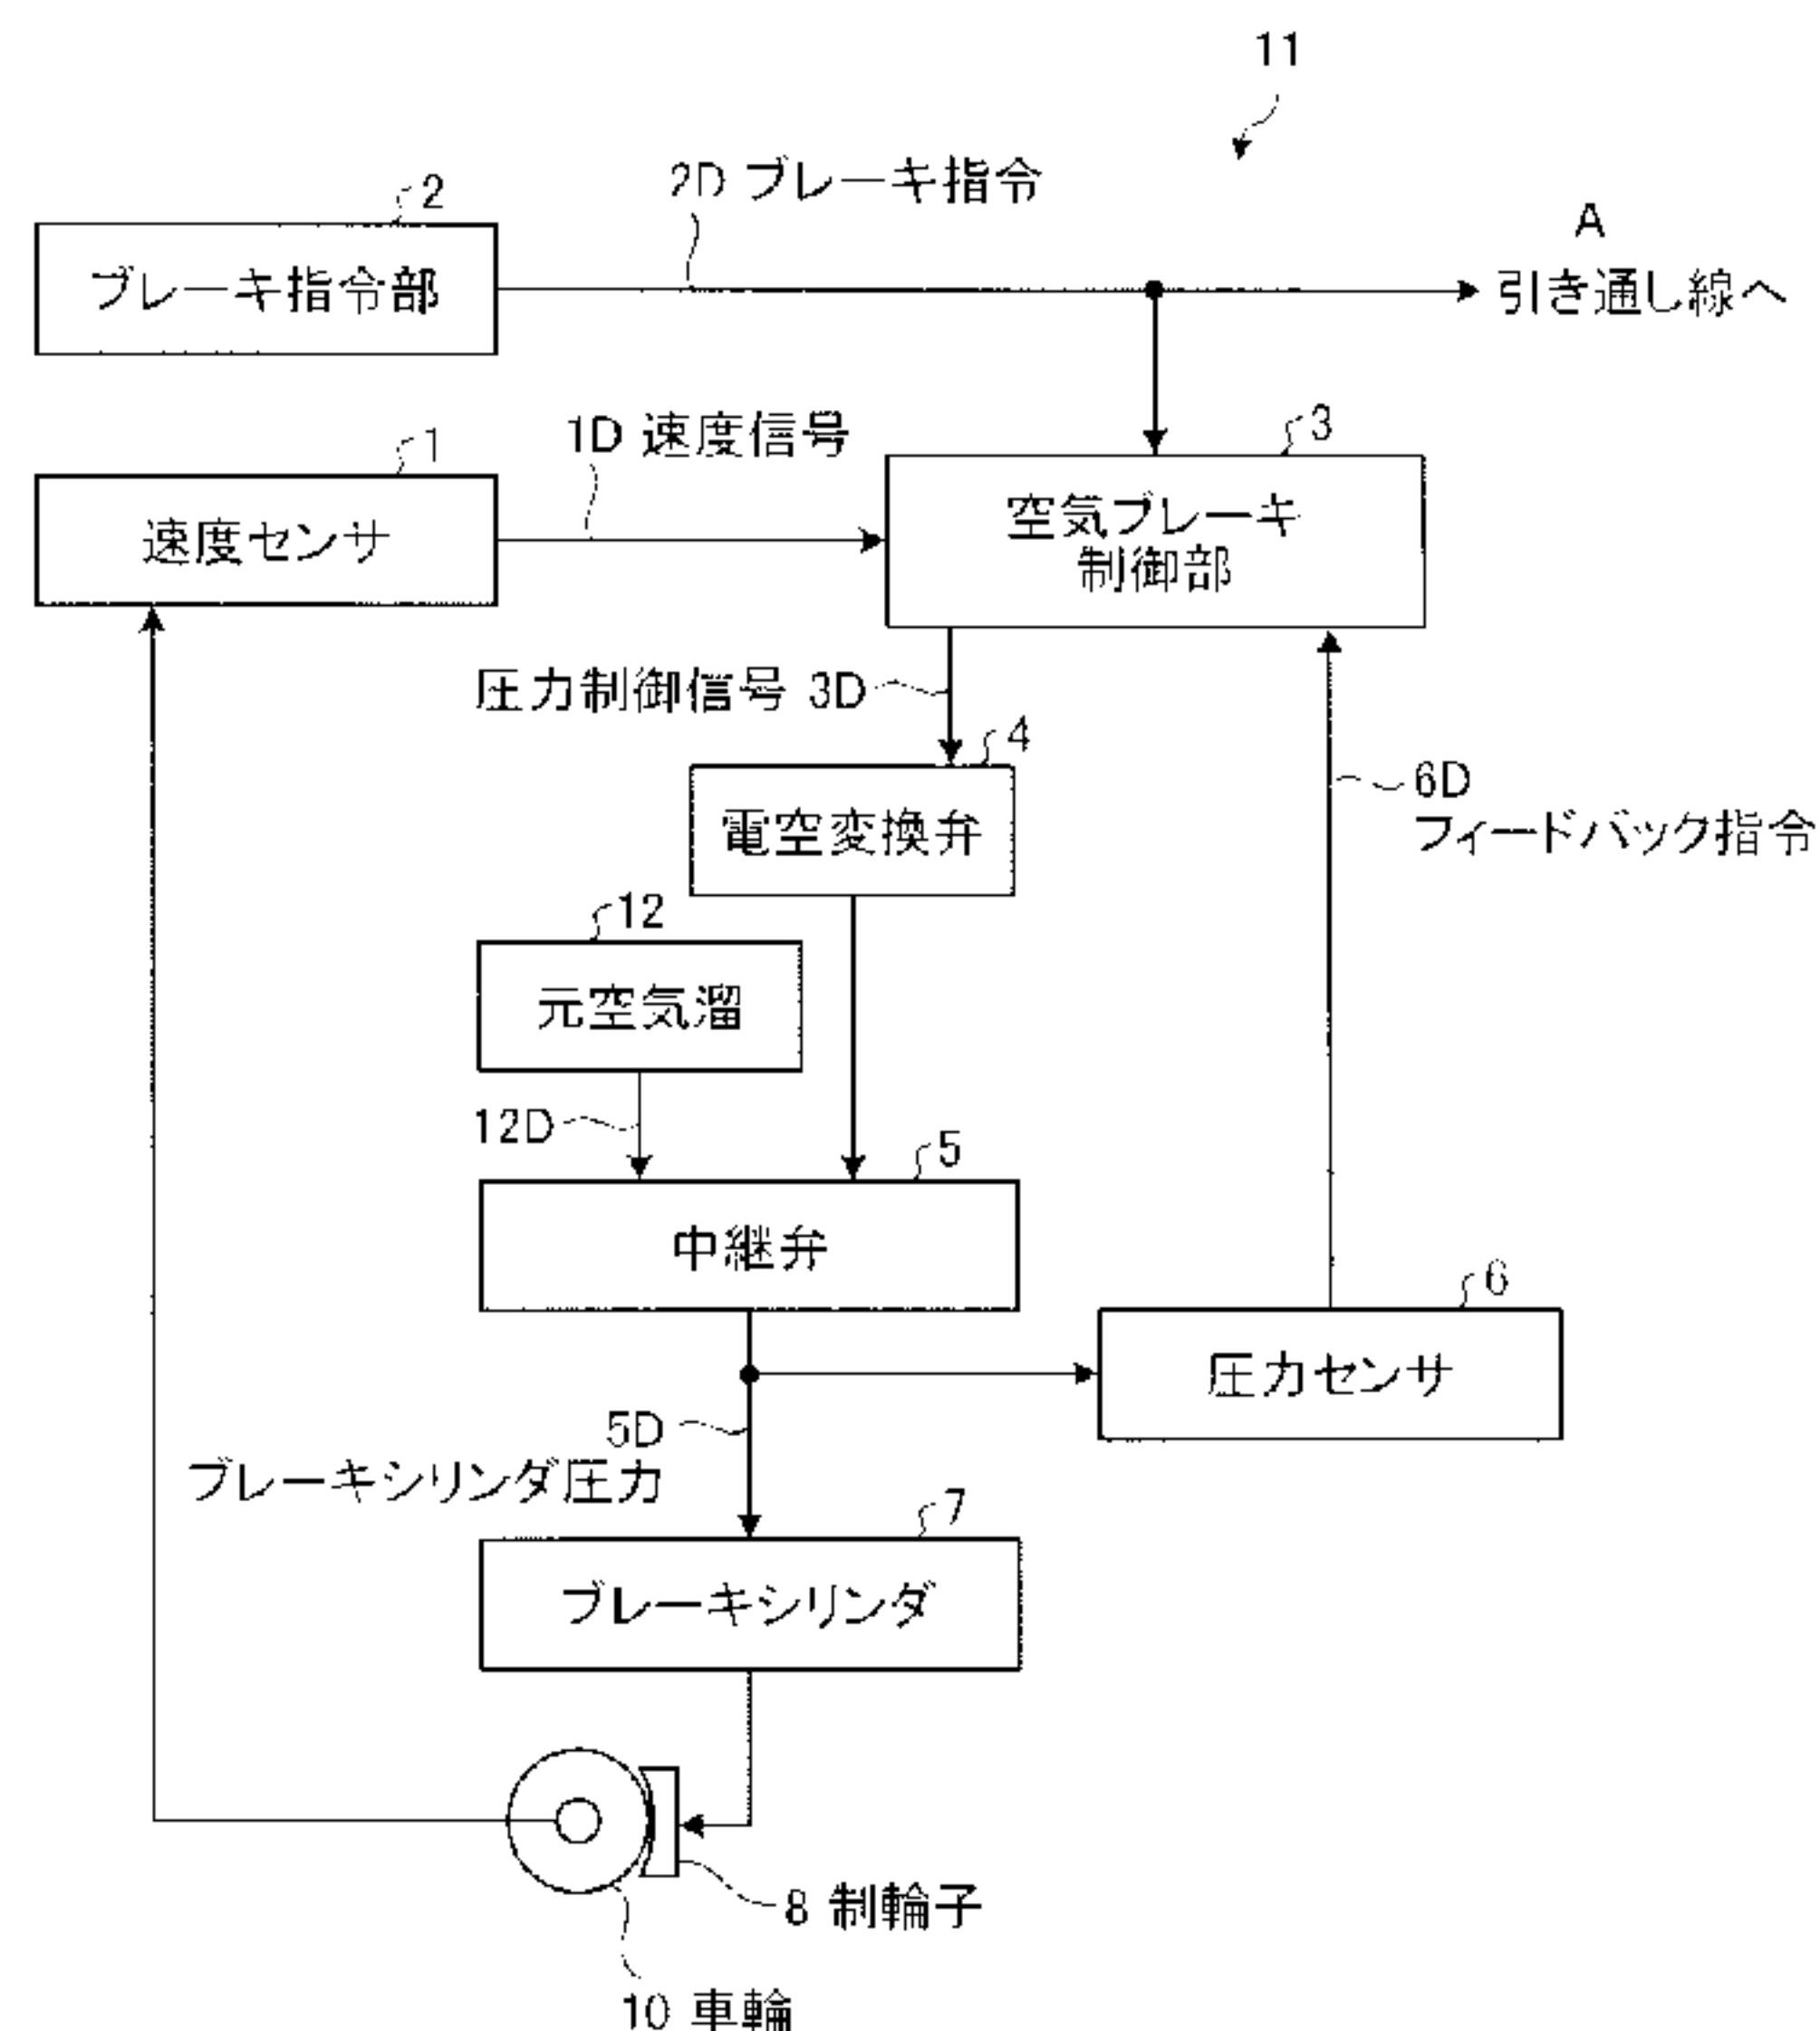 11
2
2D ブレーキ指令
A
ブレーキ指令部
引き通し線へ
1
1D 速度信号
3
速度センサ
空気ブレーキ
制御部
圧力制御信号 3D
4
6D
フィードバック指令
電空変換弁
12
元空気溜
12D
5
中継弁
6
圧力センサ
5D
ブレーキシリンダ圧力
7
ブレーキシリンダ
8 制輪子
10 車輪